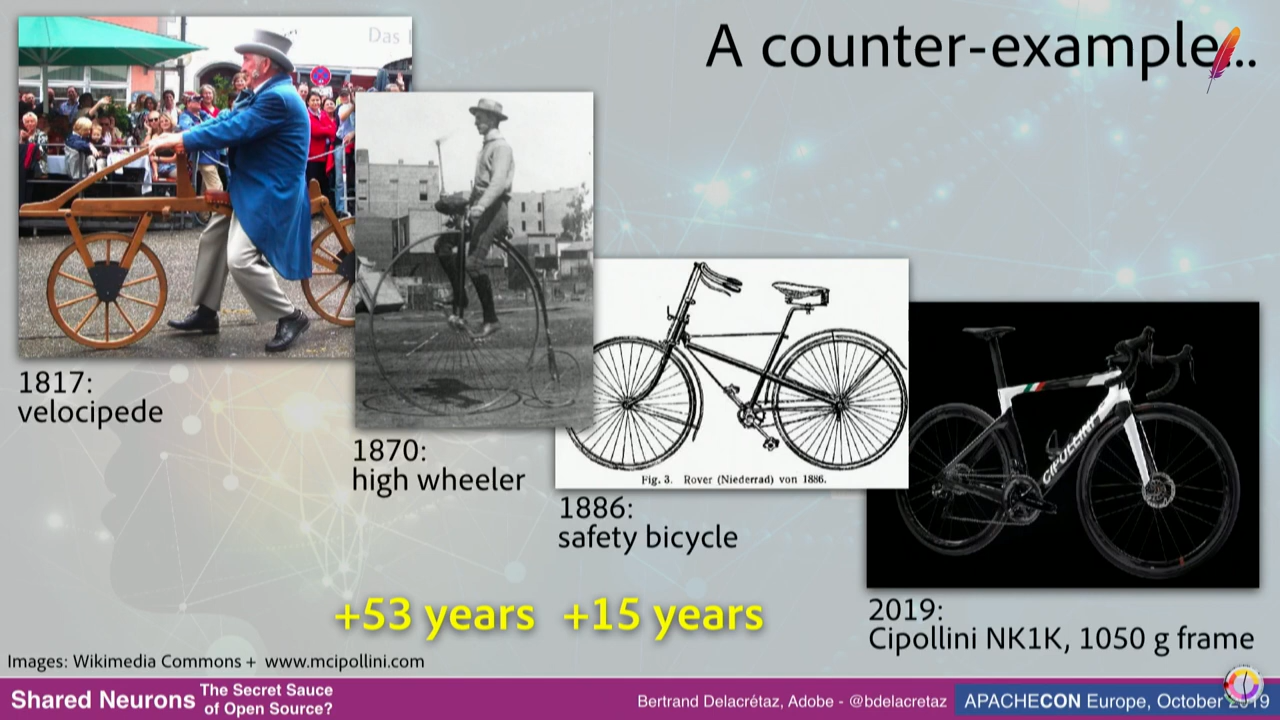 A counter-example...
Das
1817:
velocipede
1870:
high wheeler
Fig. 3. Rover (Niederrad) von 1886.
1886:
safety bicycle
CIPOLLINI
2019:
Cipollini NK1K, 1050 g frame
+53 years +15 years
Images: Wikimedia Commons + www.mcipollini.com
Shared Neurons The Secret Sauce
of Open Source?
Bertrand Delacrétaz, Adobe - @bdelacretaz
APACHECON Europe, October 2019